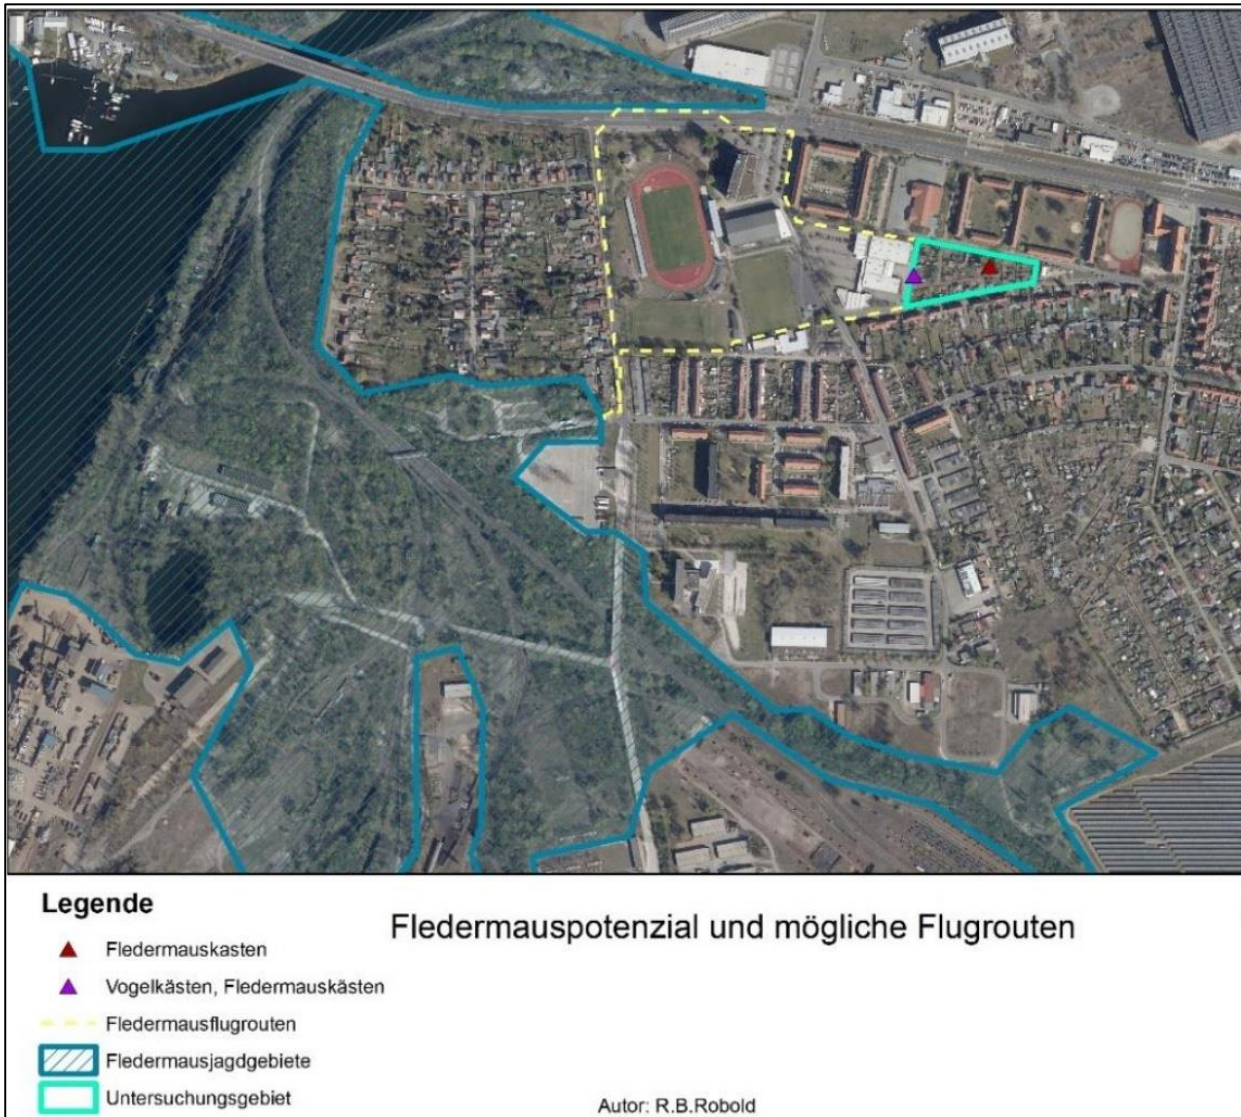 Legende
Fledermauspotenzial und mögliche Flugrouten
Fledermauskasten
Vogelkästen, Fledermauskästen
Fledermausflugrouten
Fledermausjagdgebiete
Untersuchungsgebiet
Autor: R.B.Robold